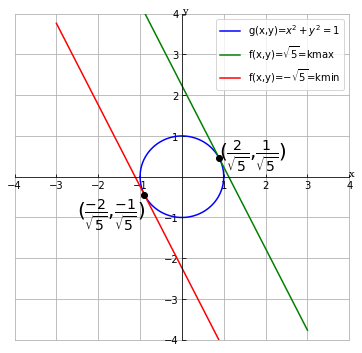 y
4
g(x,y)=x² + y² = 1
f(x,y)=√5=kmax
f(x,y)=−√5=kmin
3
2
1
(2/√5, 1/√5)
−4 −3 −2 −1 0 1 2 3 4 x
(−2/√5, −1/√5)
−1
−2
−3
−4